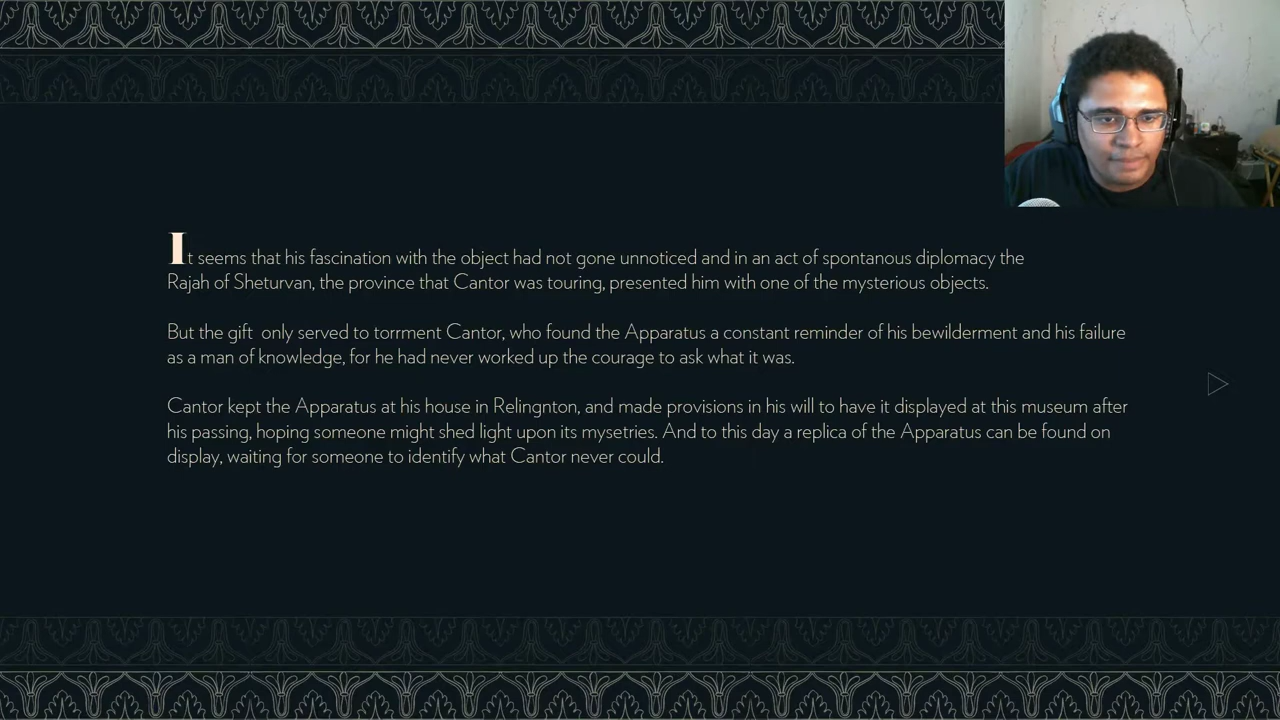 It seems that his fascination with the object had not gone unnoticed and in an act of spontanous diplomacy the
Rajah of Sheturvan, the province that Cantor was touring, presented him with one of the mysterious objects.
But the gift  only served to torrment Cantor, who found the Apparatus a constant reminder of his bewilderment and his failure
as a man of knowledge, for he had never worked up the courage to ask what it was.
Cantor kept the Apparatus at his house in Relingnton, and made provisions in his will to have it displayed at this museum after
his passing, hoping someone might shed light upon its mysetries. And to this day a replica of the Apparatus can be found on
display, waiting for someone to identify what Cantor never could.